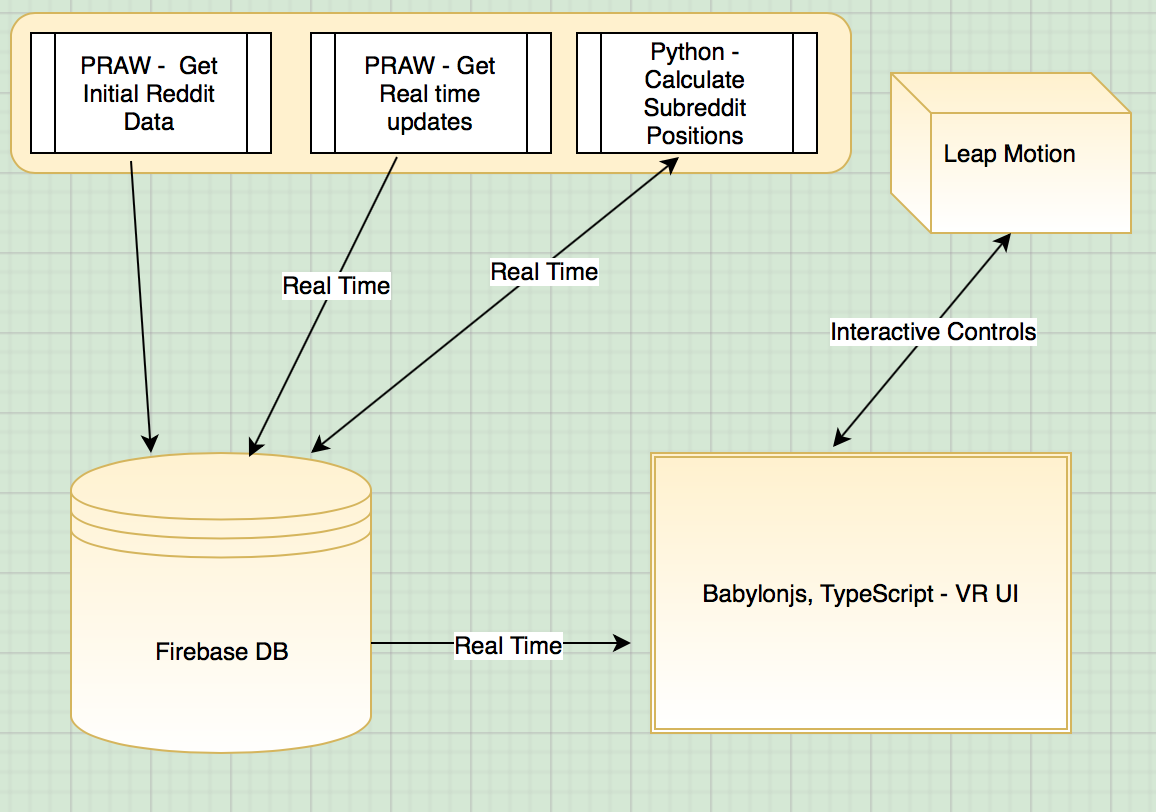 PRAW - Get
Initial Reddit
Data
PRAW - Get
Real time
updates
Python -
Calculate
Subreddit
Positions
Leap Motion
Real Time
Real Time
Interactive Controls
Babylonjs, TypeScript - VR UI
Firebase DB
Real Time